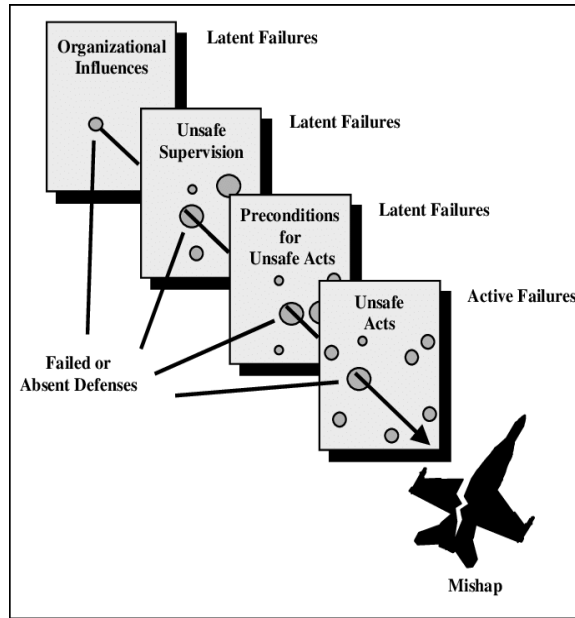 Organizational
Influences
Latent Failures
Unsafe
Supervision
Latent Failures
Preconditions
for
Unsafe Acts
Latent Failures
Unsafe
Acts
Active Failures
Failed or
Absent Defenses
Mishap